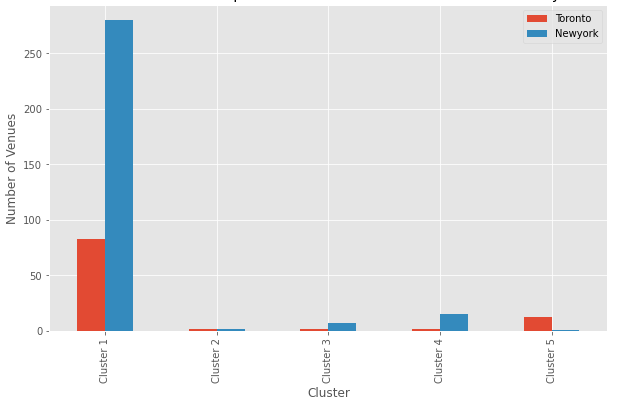 Toronto
Newyork
Number of Venues
250
200
150
100
50
0
Cluster 1
Cluster 2
Cluster 3
Cluster 4
Cluster 5
Cluster